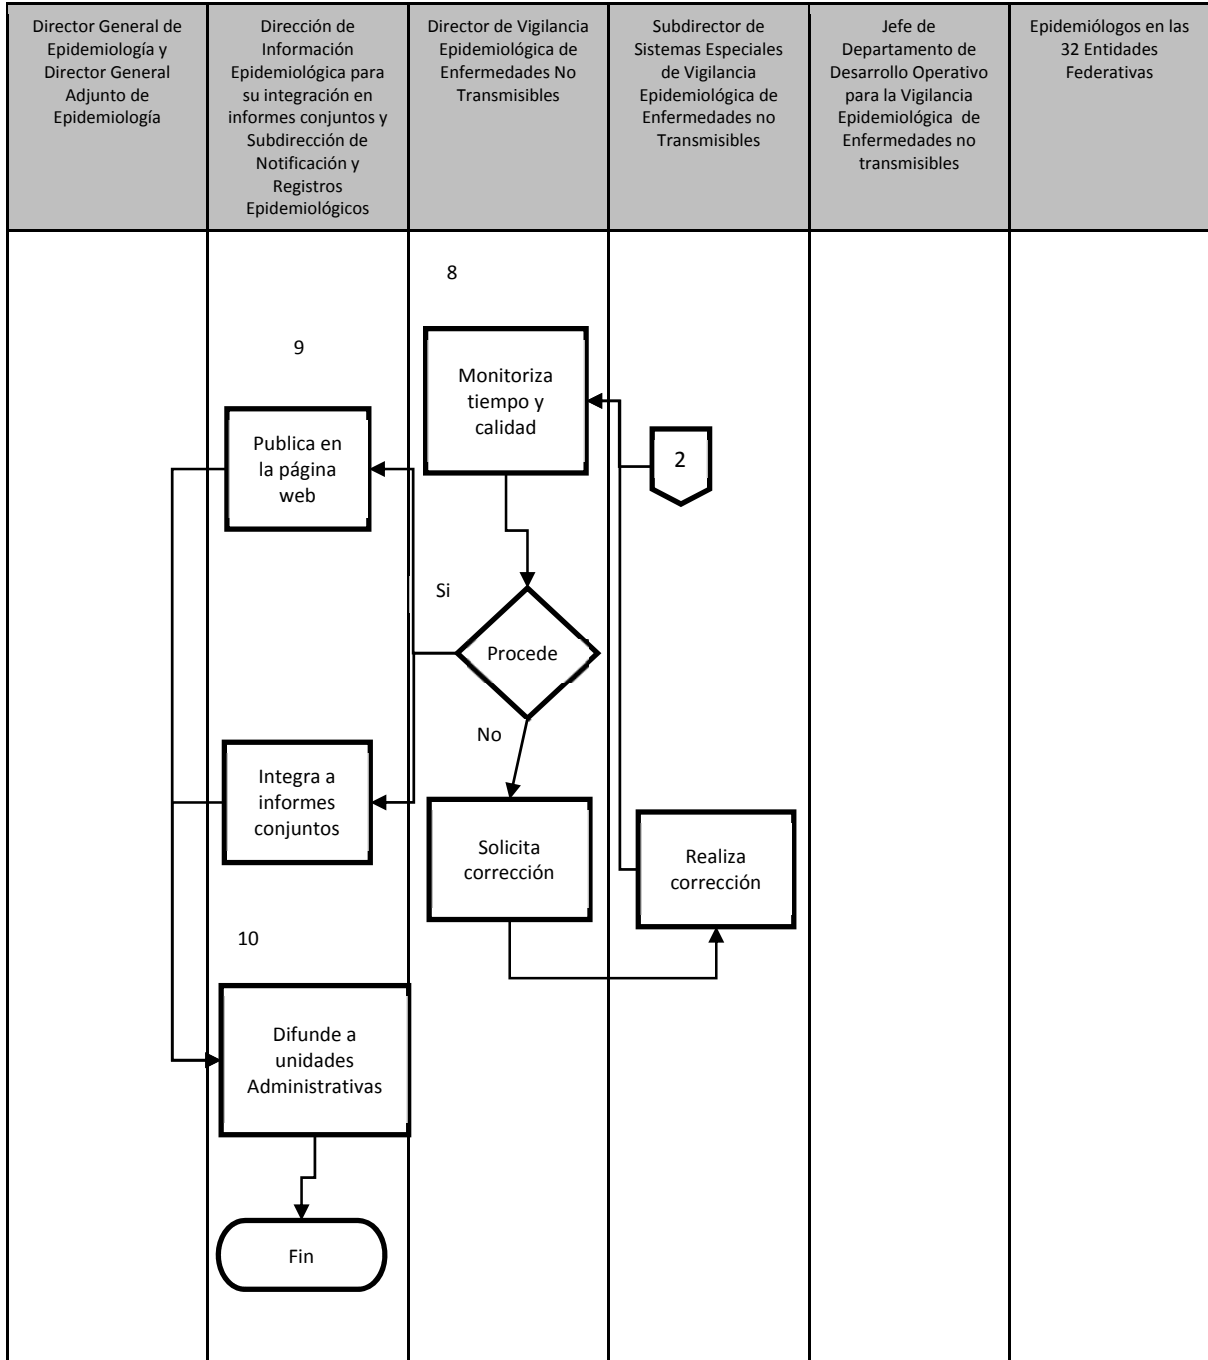 Director General de
Epidemiología y
Director General
Adjunto de
Epidemiología
Dirección de
Información
Epidemiológica para
su integración en
informes conjuntos y
Subdirección de
Notificación y
Registros
Epidemiológicos
Director de Vigilancia
Epidemiológica de
Enfermedades No
Transmisibles
Subdirector de
Sistemas Especiales
de Vigilancia
Epidemiológica de
Enfermedades no
Transmisibles
Jefe de
Departamento de
Desarrollo Operativo
para la Vigilancia
Epidemiológica de
Enfermedades no
transmisibles
Epidemiólogos en las
32 Entidades
Federativas
8
Monitoriza
tiempo y
calidad
2
9
Publica en
la página
web
Si
Procede
No
Integra a
informes
conjuntos
Solicita
corrección
Realiza
corrección
10
Difunde a
unidades
Administrativas
Fin